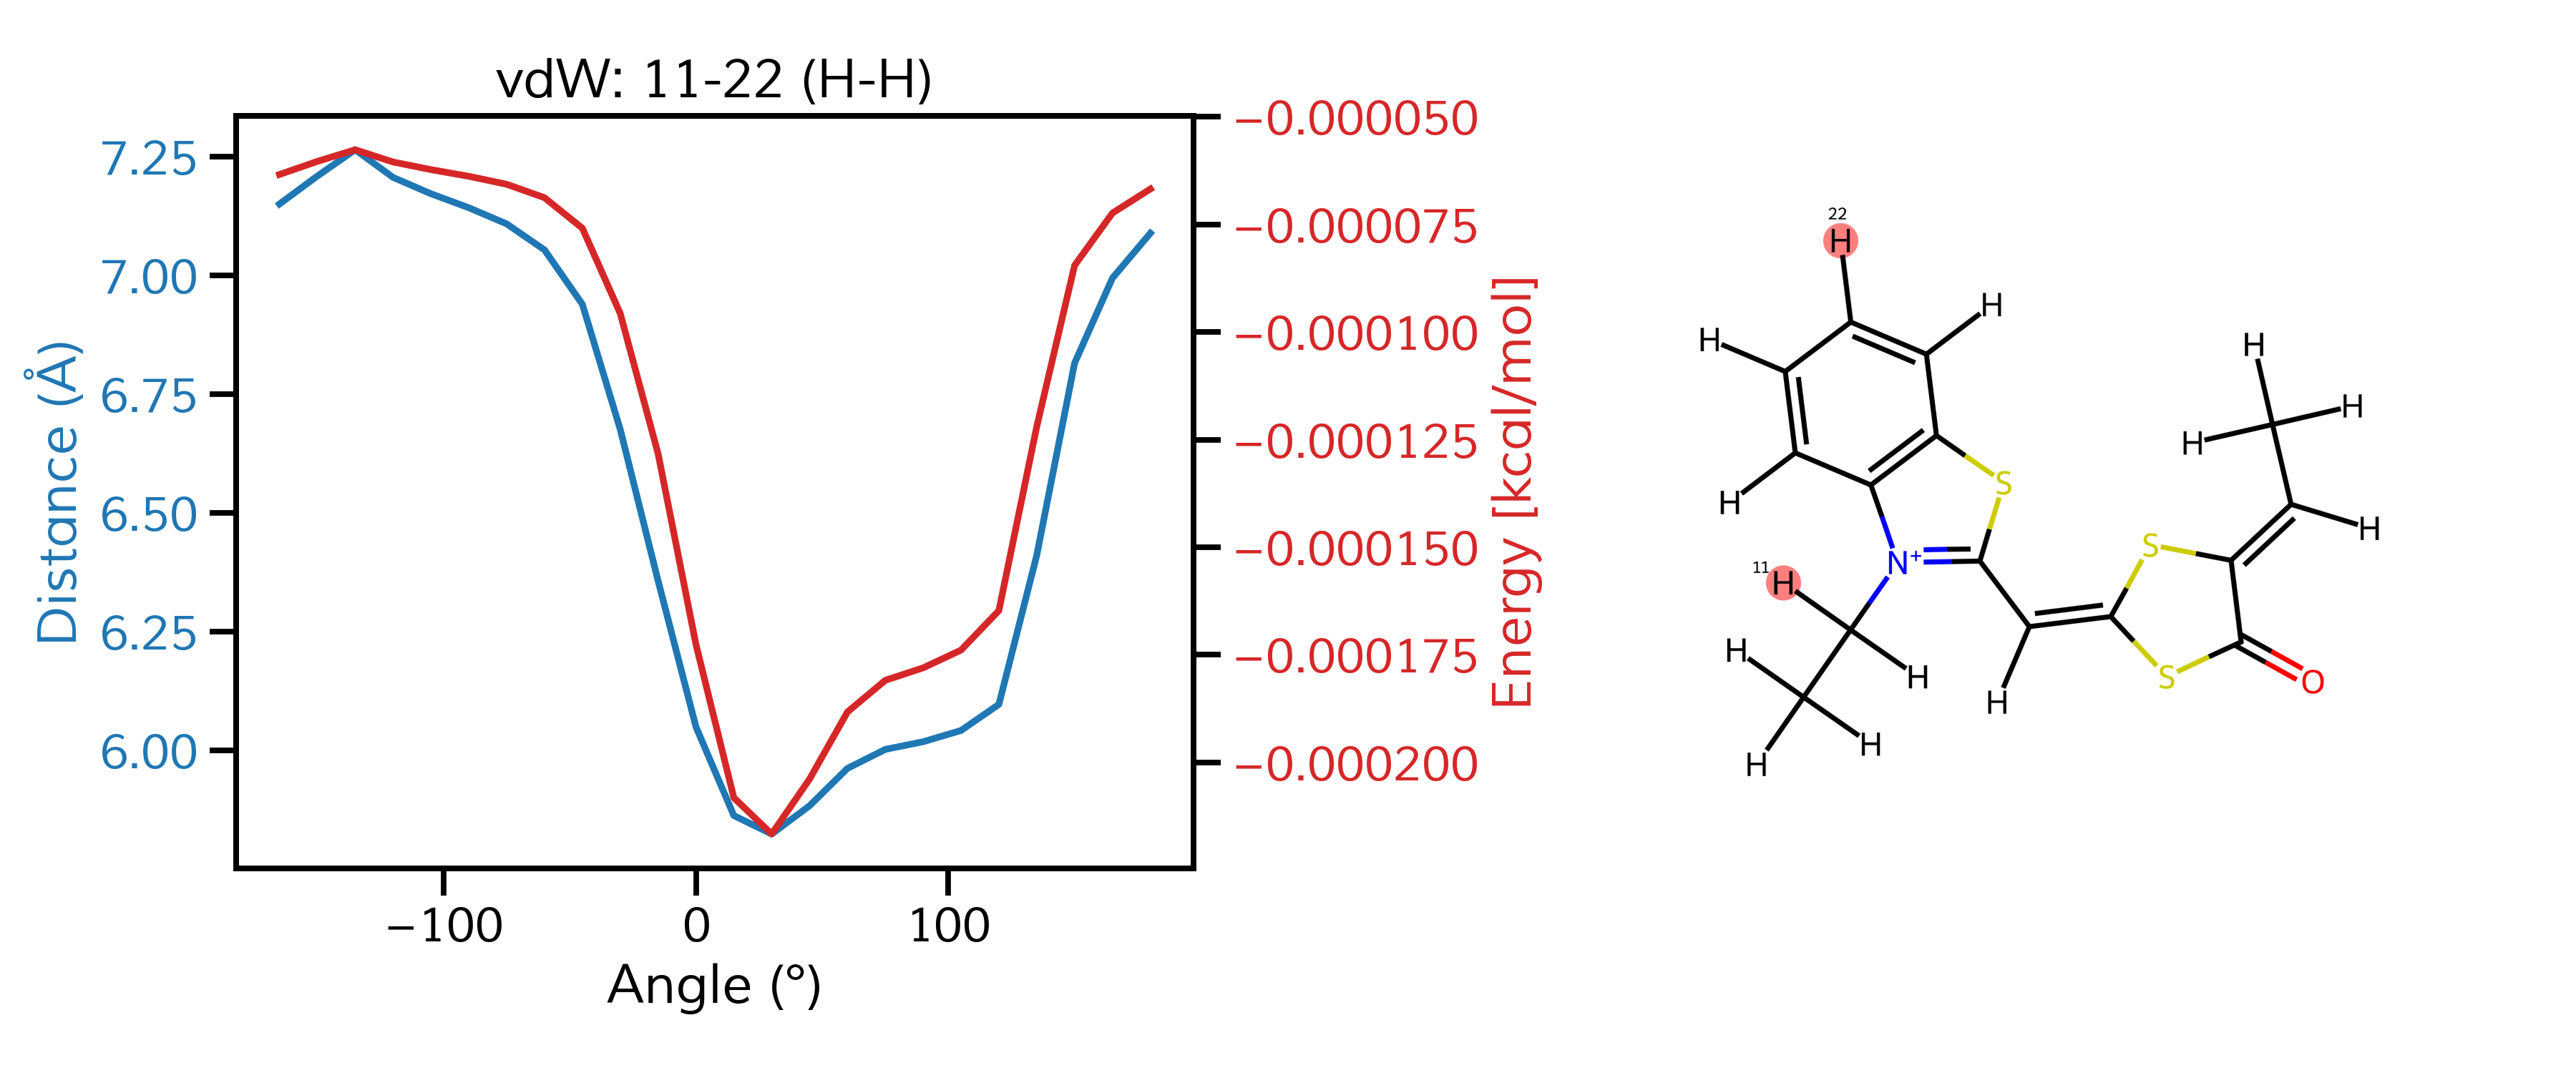 vdW: 11-22 (H-H)
7.25
7.00
6.75
6.50
6.25
6.00
Distance (Å)
−100
0
100
Angle (°)
−0.000050
−0.000075
−0.000100
−0.000125
−0.000150
−0.000175
−0.000200
Energy [kcal/mol]
22
H
H
H
H
H
H
H
S
S
N⁺
H
11
H
H
H
H
S
O
H
H